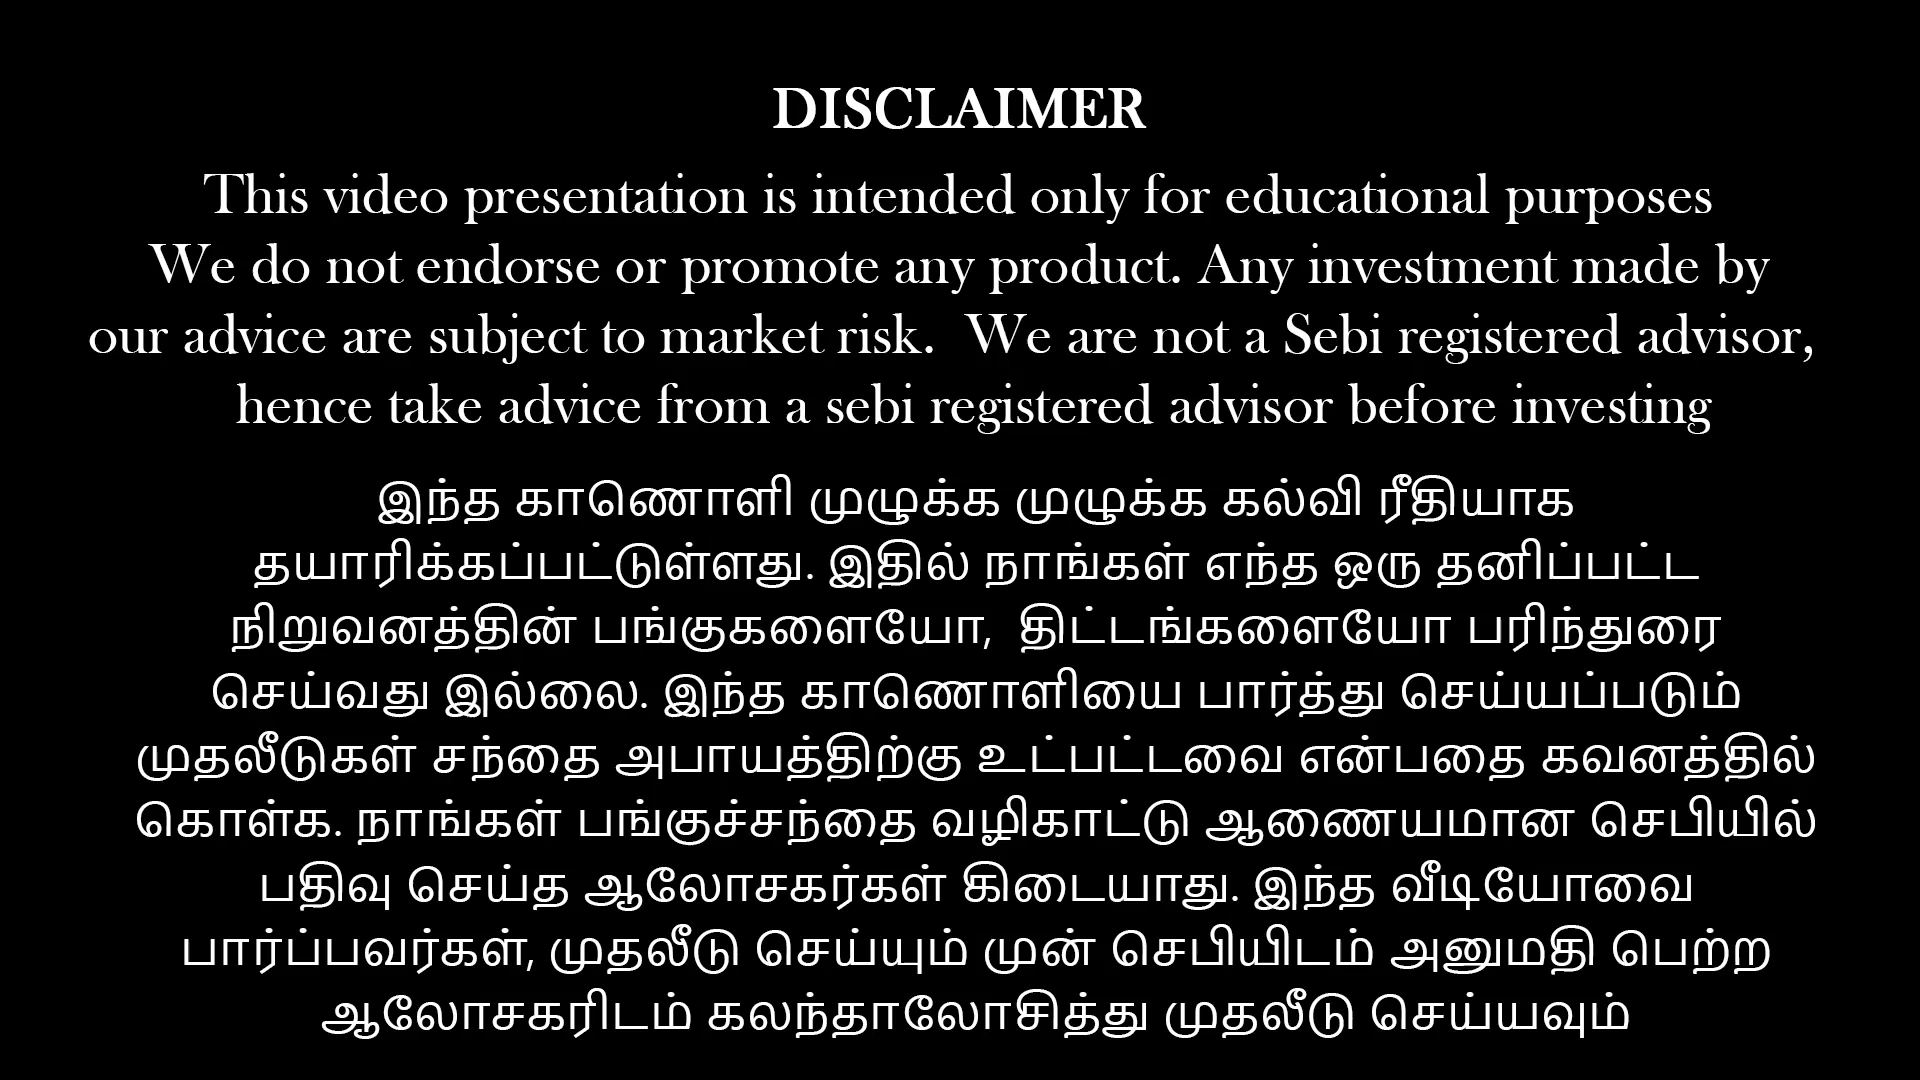 DISCLAIMER
This video presentation is intended only for educational purposes
We do not endorse or promote any product. Any investment made by
our advice are subject to market risk.  We are not a Sebi registered advisor,
hence take advice from a sebi registered advisor before investing
இந்த காணொளி முழுக்க முழுக்க கல்வி ரீதியாக
தயாரிக்கப்பட்டுள்ளது. இதில் நாங்கள் எந்த ஒரு தனிப்பட்ட
நிறுவனத்தின் பங்குகளையோ,  திட்டங்களையோ பரிந்துரை
செய்வது இல்லை. இந்த காணொளியை பார்த்து செய்யப்படும்
முதலீடுகள் சந்தை அபாயத்திற்கு உட்பட்டவை என்பதை கவனத்தில்
கொள்க. நாங்கள் பங்குச்சந்தை வழிகாட்டு ஆணையமான செபியில்
பதிவு செய்த ஆலோசகர்கள் கிடையாது. இந்த வீடியோவை
பார்ப்பவர்கள், முதலீடு செய்யும் முன் செபியிடம் அனுமதி பெற்ற
ஆலோசகரிடம் கலந்தாலோசித்து முதலீடு செய்யவும்